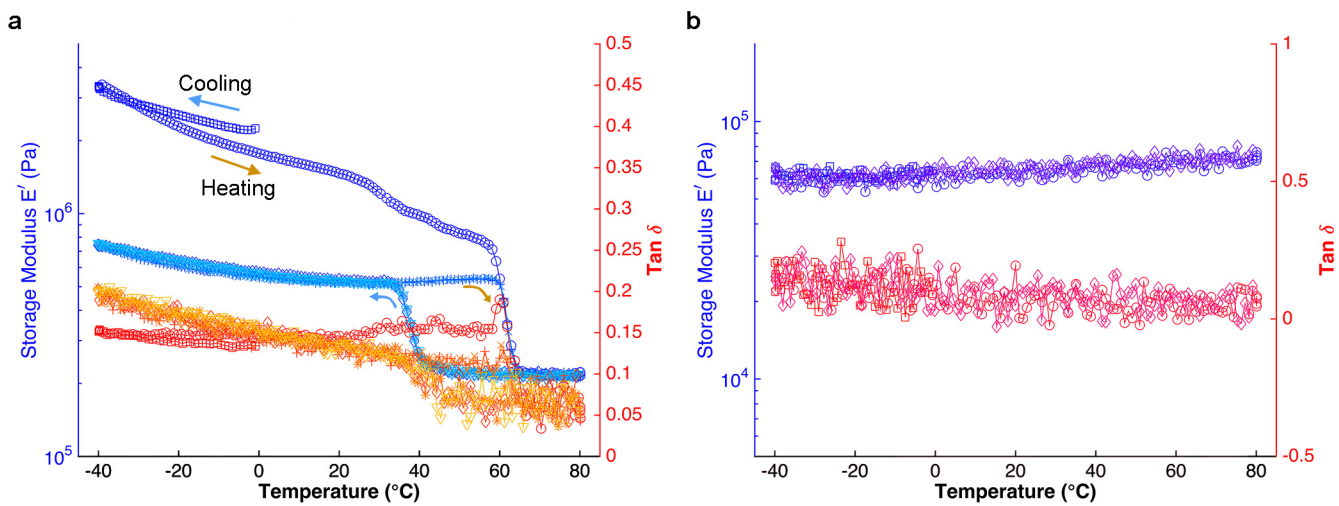 a
Storage Modulus E′ (Pa)
10⁶
10⁵
Cooling
Heating
0.5
0.45
0.4
0.35
0.3
0.25
0.2
0.15
0.1
0.05
0
Tan δ
-40 -20 0 20 40 60 80
Temperature (°C)
b
Storage Modulus E′ (Pa)
10⁵
10⁴
1
0.5
0
-0.5
Tan δ
-40 -20 0 20 40 60 80
Temperature (°C)